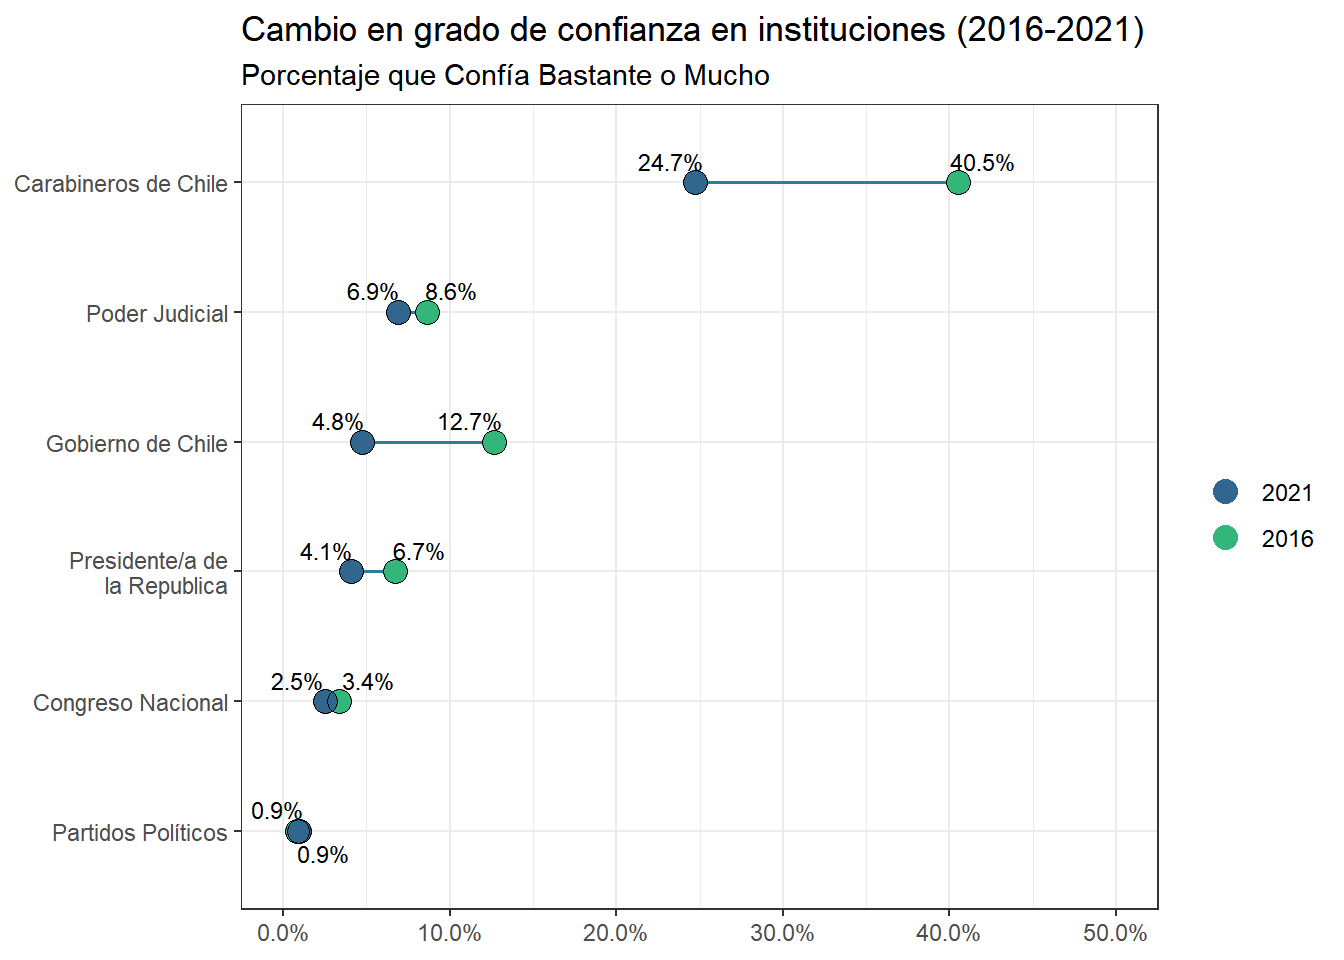 Cambio en grado de confianza en instituciones (2016-2021)
Porcentaje que Confía Bastante o Mucho
Carabineros de Chile
24.7%
40.5%
Poder Judicial
6.9%
8.6%
Gobierno de Chile
4.8%
12.7%
Presidente/a de
la Republica
4.1%
6.7%
Congreso Nacional
2.5%
3.4%
Partidos Políticos
0.9%
0.9%
0.0%
10.0%
20.0%
30.0%
40.0%
50.0%
2021
2016